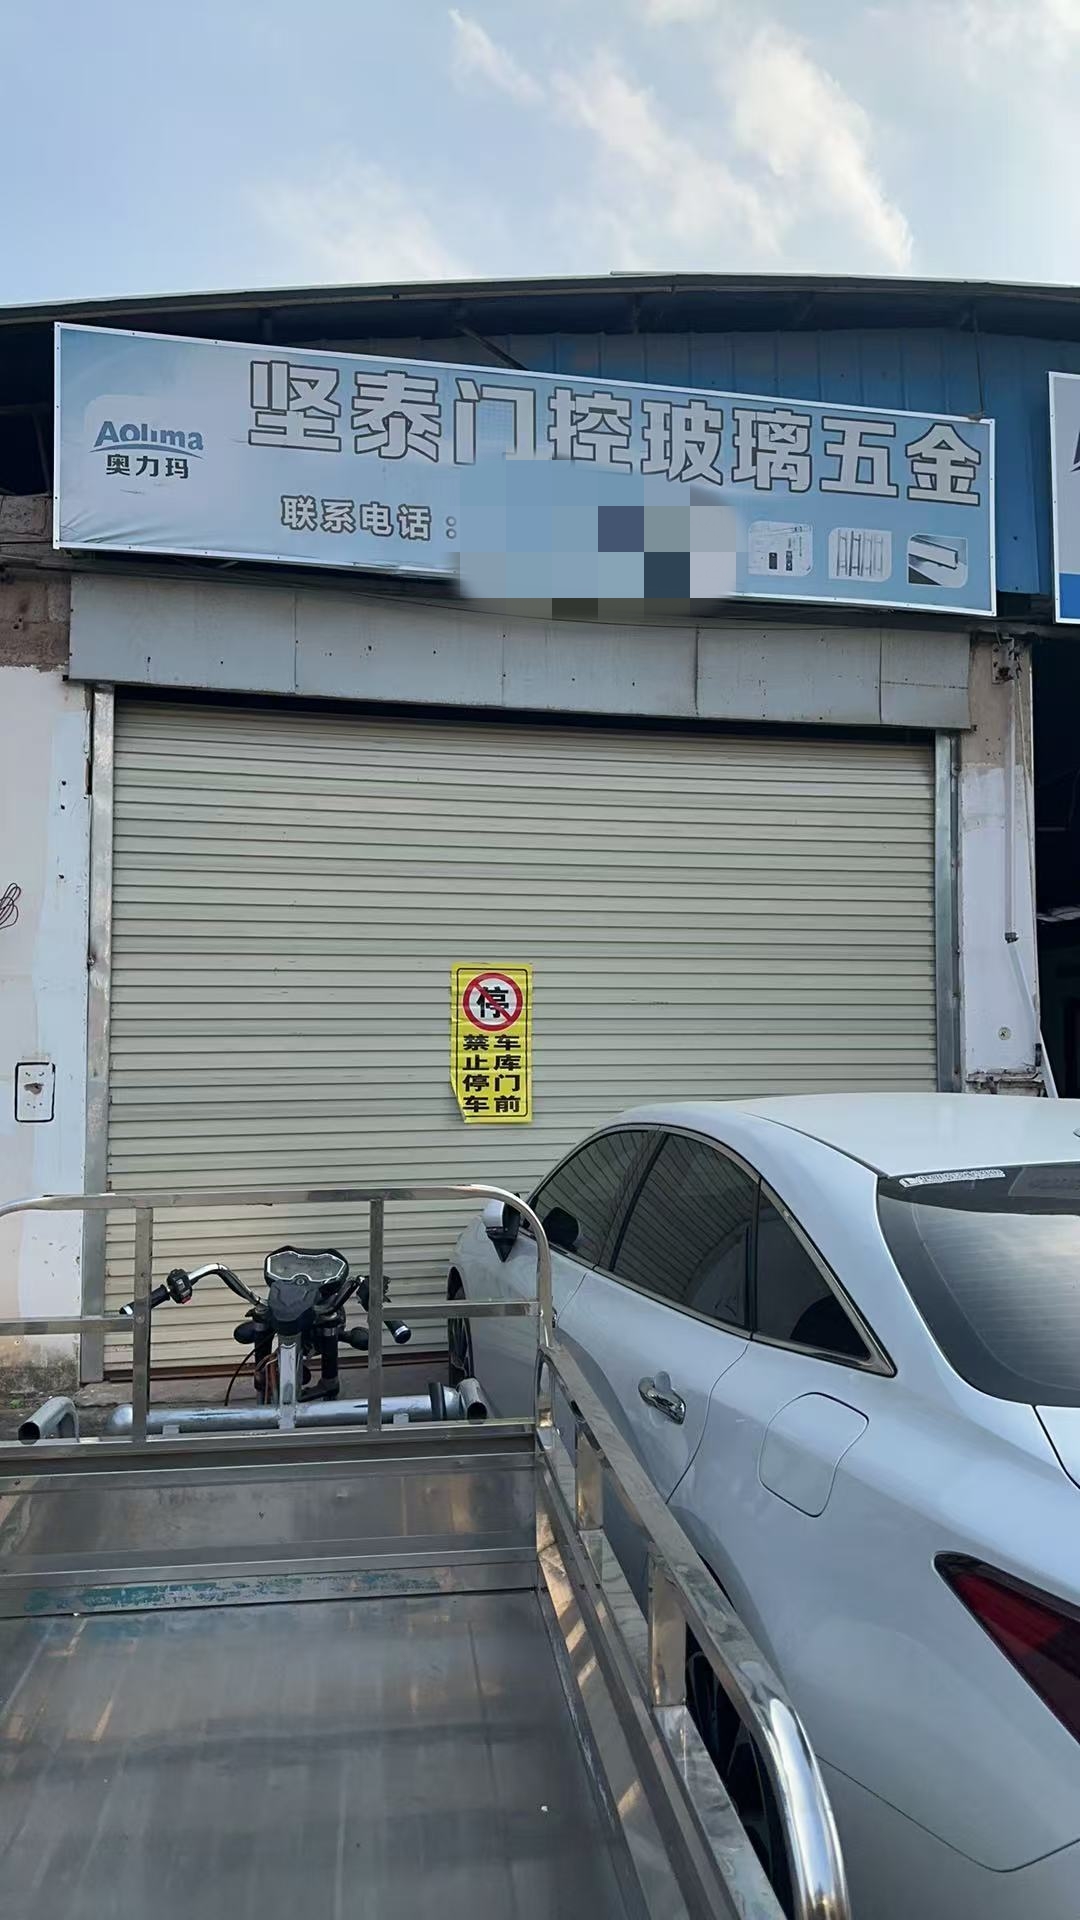 坚泰门控玻璃五金
Aolima
奥力玛
联系电话：
停
禁止停车
车库门前